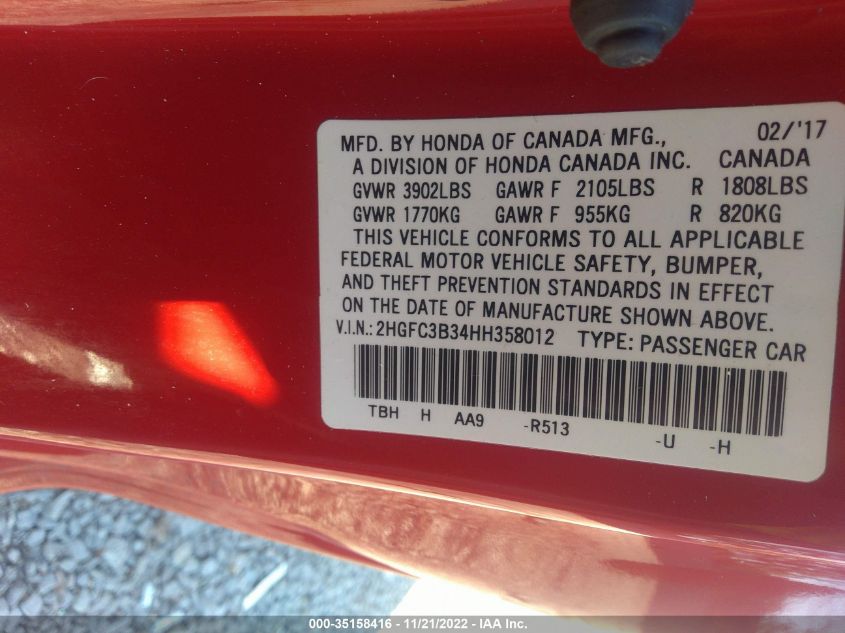 02/'17
MFD. BY HONDA OF CANADA MFG.,
A DIVISION OF HONDA CANADA INC. CANADA
GVWR 3902LBS GAWR F 2105LBS R 1808LBS
GVWR 1770KG GAWR F 955KG R 820KG
THIS VEHICLE CONFORMS TO ALL APPLICABLE
FEDERAL MOTOR VEHICLE SAFETY, BUMPER,
AND THEFT PREVENTION STANDARDS IN EFFECT
ON THE DATE OF MANUFACTURE SHOWN ABOVE.
V.I.N.:2HGFC3B34HH358012 TYPE: PASSENGER CAR
TBH H AA9 -R513 -U -H
000-35158416 - 11/21/2022 - IAA Inc.